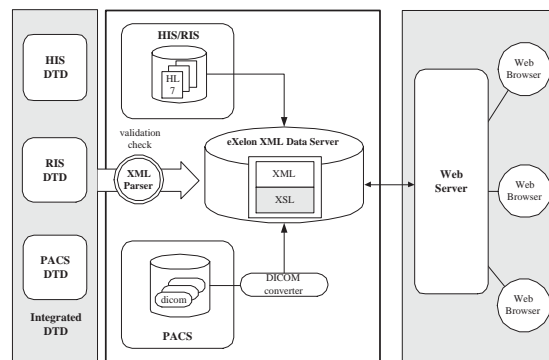 HIS
DTD
RIS
DTD
PACS
DTD
Integrated
DTD
validation
check
XML
Parser
HIS/RIS
HL
7
eXelon XML Data Server
XML
XSL
dicom
PACS
DICOM
converter
Web
Server
Web
Browser
Web
Browser
Web
Browser